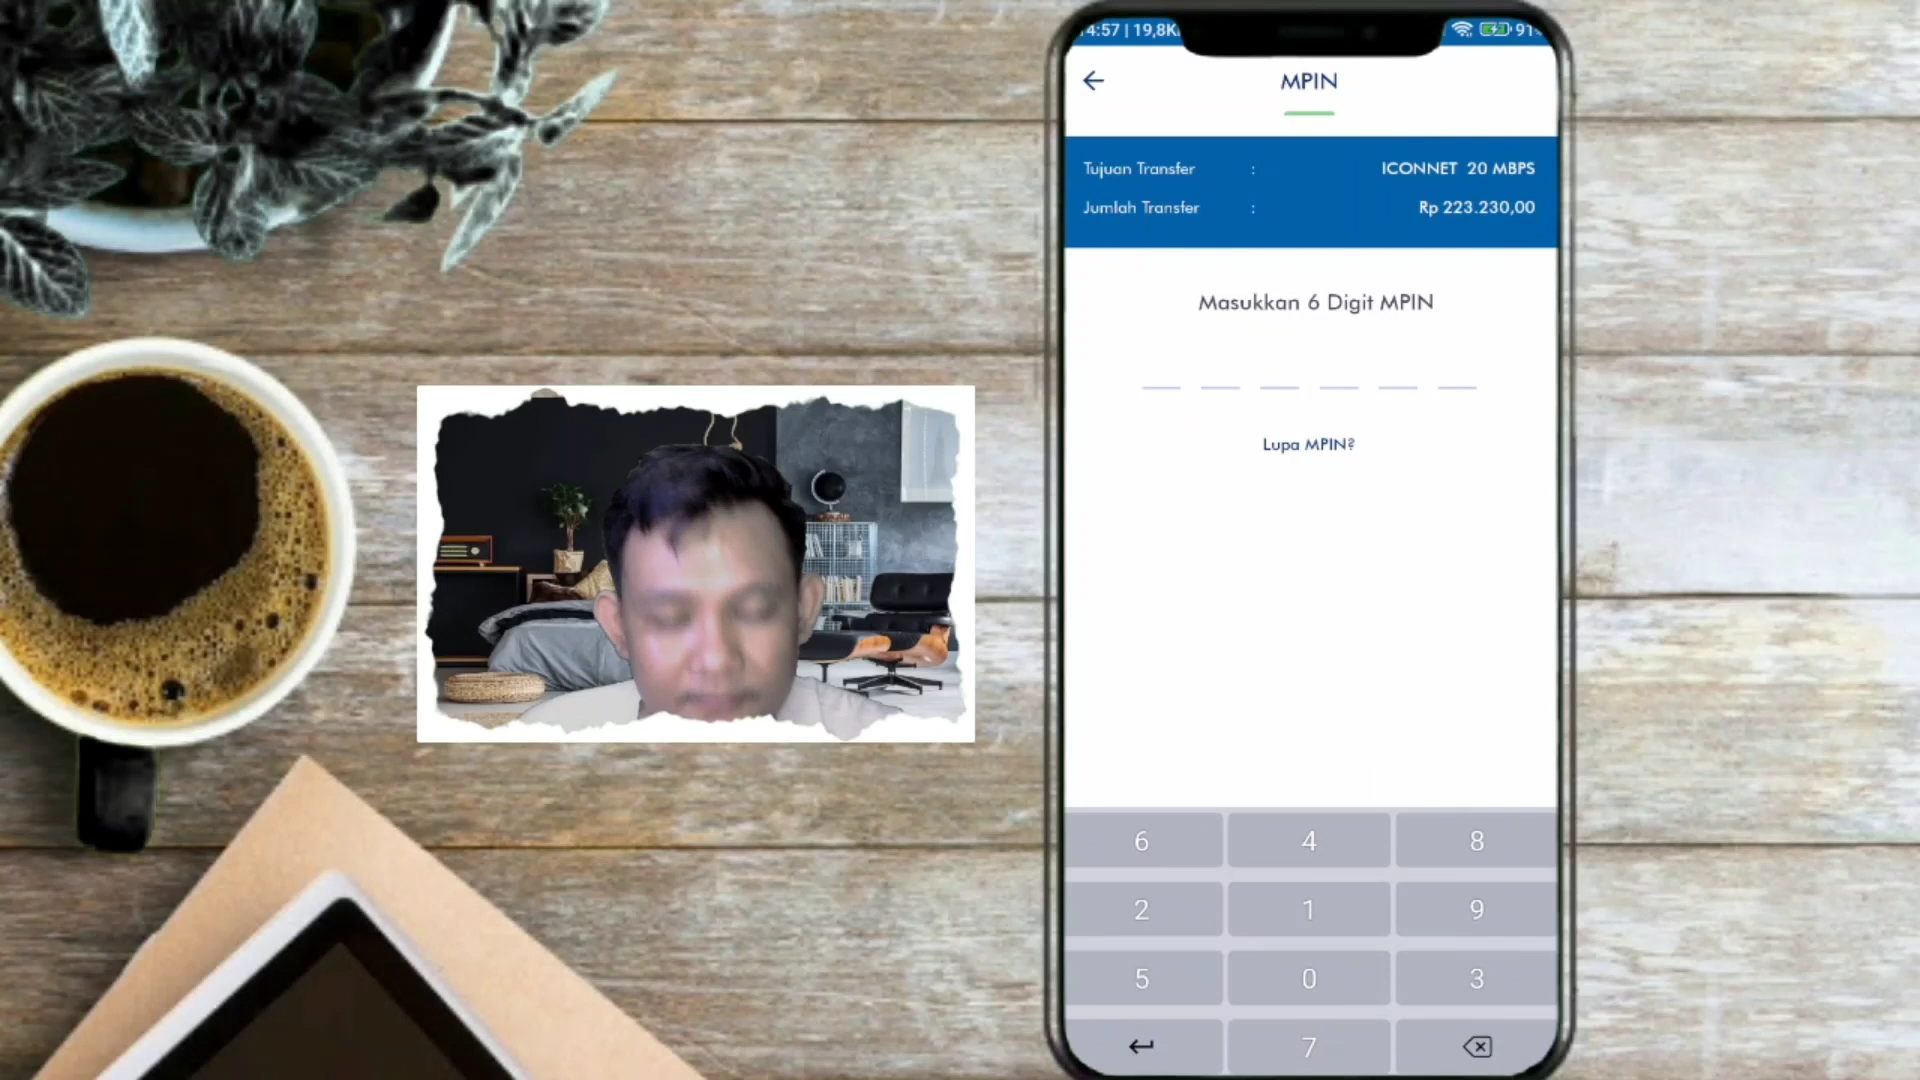 4:57 | 19,8K
91
MPIN
Tujuan Transfer : ICONNET 20 MBPS
Jumlah Transfer : Rp 223.230,00
Masukkan 6 Digit MPIN
Lupa MPIN?
6 4 8
2 1 9
5 0 3
7